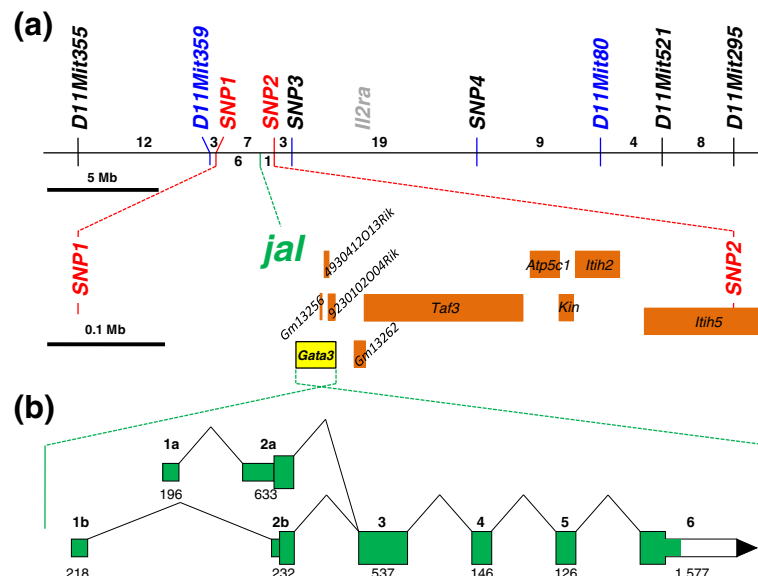 (a)
D11Mit355
D11Mit359
SNP1
SNP2
SNP3
Il2ra
SNP4
D11Mit80
D11Mit521
D11Mit295
12 3 7 3 19 9 4 8
6 1
5 Mb
SNP1
jal
4930412O13Rik
9230102O04Rik
Gm13256
Taf3
Atp5c1
Itih2
Kin
SNP2
Itih5
0.1 Mb
Gata3
Gm13262
(b)
1a 2a
196 633
1b 2b 3 4 5 6
218 232 537 146 126 1,577